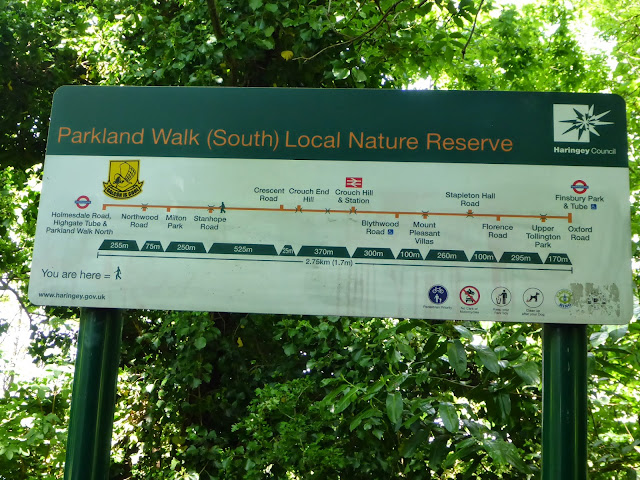 Parkland Walk (South) Local Nature Reserve
Haringey Council
Holmesdale Road,
Highgate Tube &
Parkland Walk North
Northwood
Road
Milton
Park
Stanhope
Road
Crescent
Road
Crouch End
Hill
Crouch Hill
& Station
Blythwood
Road
Mount
Pleasant
Villas
Stapleton Hall
Road
Florence
Road
Upper
Tollington
Park
Finsbury Park
& Tube
Oxford
Road
255m 75m 250m 525m 25m 370m 300m 100m 260m 100m 295m 170m
2.75km (1.7m)
You are here =
www.haringey.gov.uk